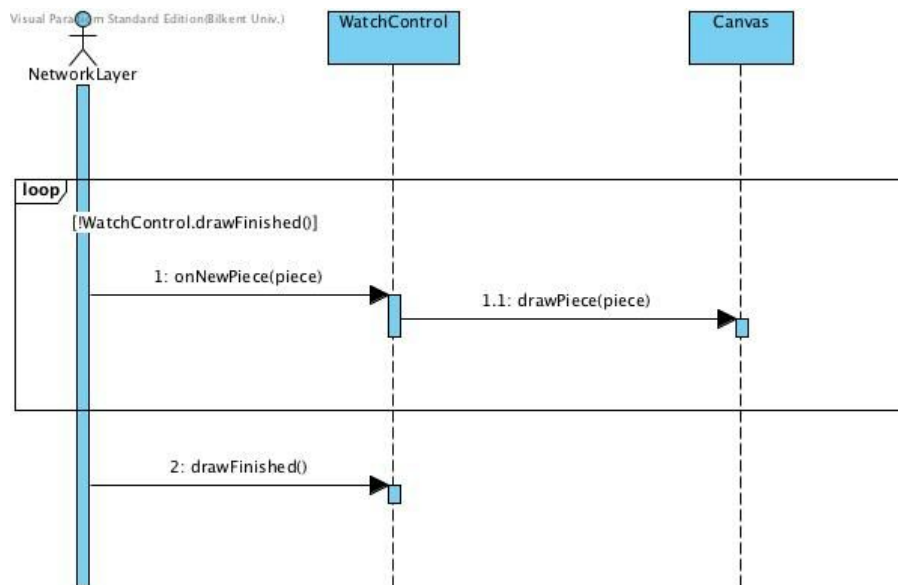 Visual Paradigm Standard Edition(Bilkent Univ.)
NetworkLayer
WatchControl
Canvas
loop
[!WatchControl.drawFinished()]
1: onNewPiece(piece)
1.1: drawPiece(piece)
2: drawFinished()